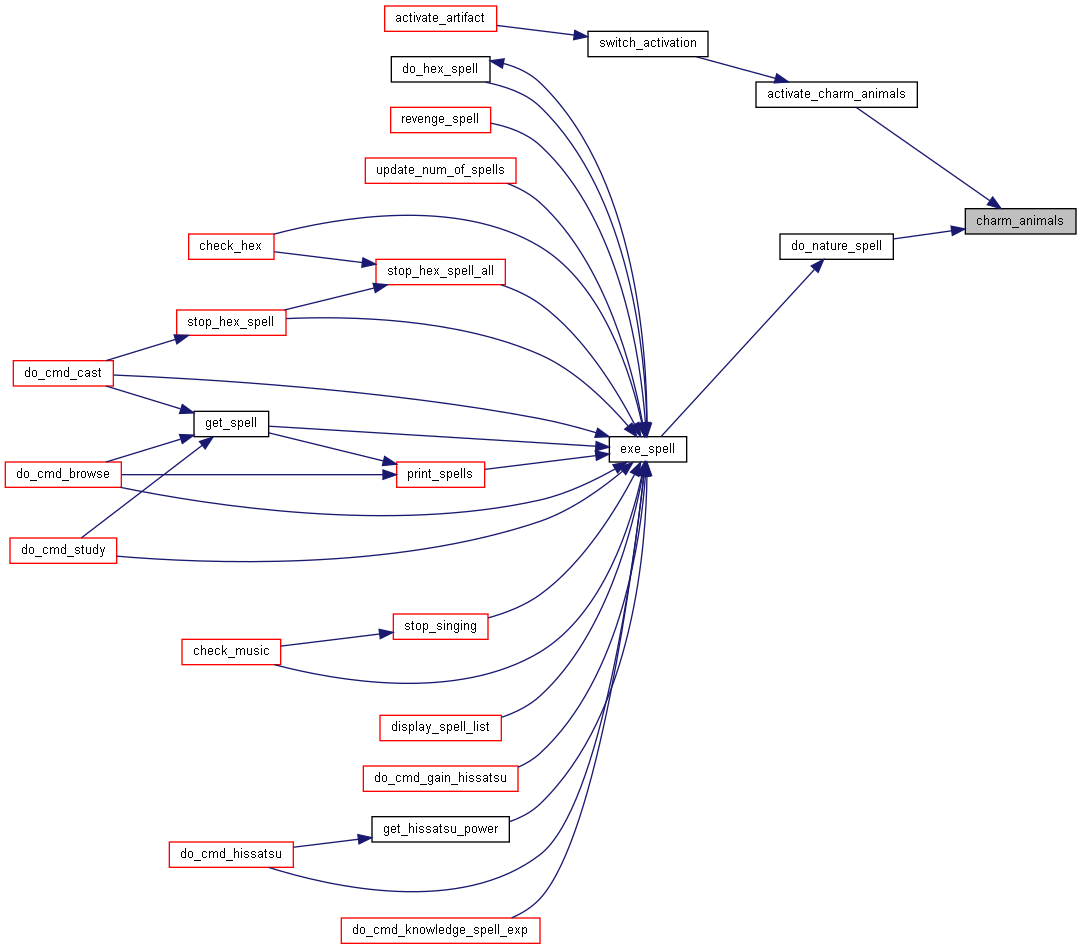 activate_artifact
switch_activation
do_hex_spell
activate_charm_animals
revenge_spell
update_num_of_spells
charm_animals
check_hex
do_nature_spell
stop_hex_spell_all
stop_hex_spell
do_cmd_cast
get_spell
exe_spell
do_cmd_browse
print_spells
do_cmd_study
stop_singing
check_music
display_spell_list
do_cmd_gain_hissatsu
get_hissatsu_power
do_cmd_hissatsu
do_cmd_knowledge_spell_exp